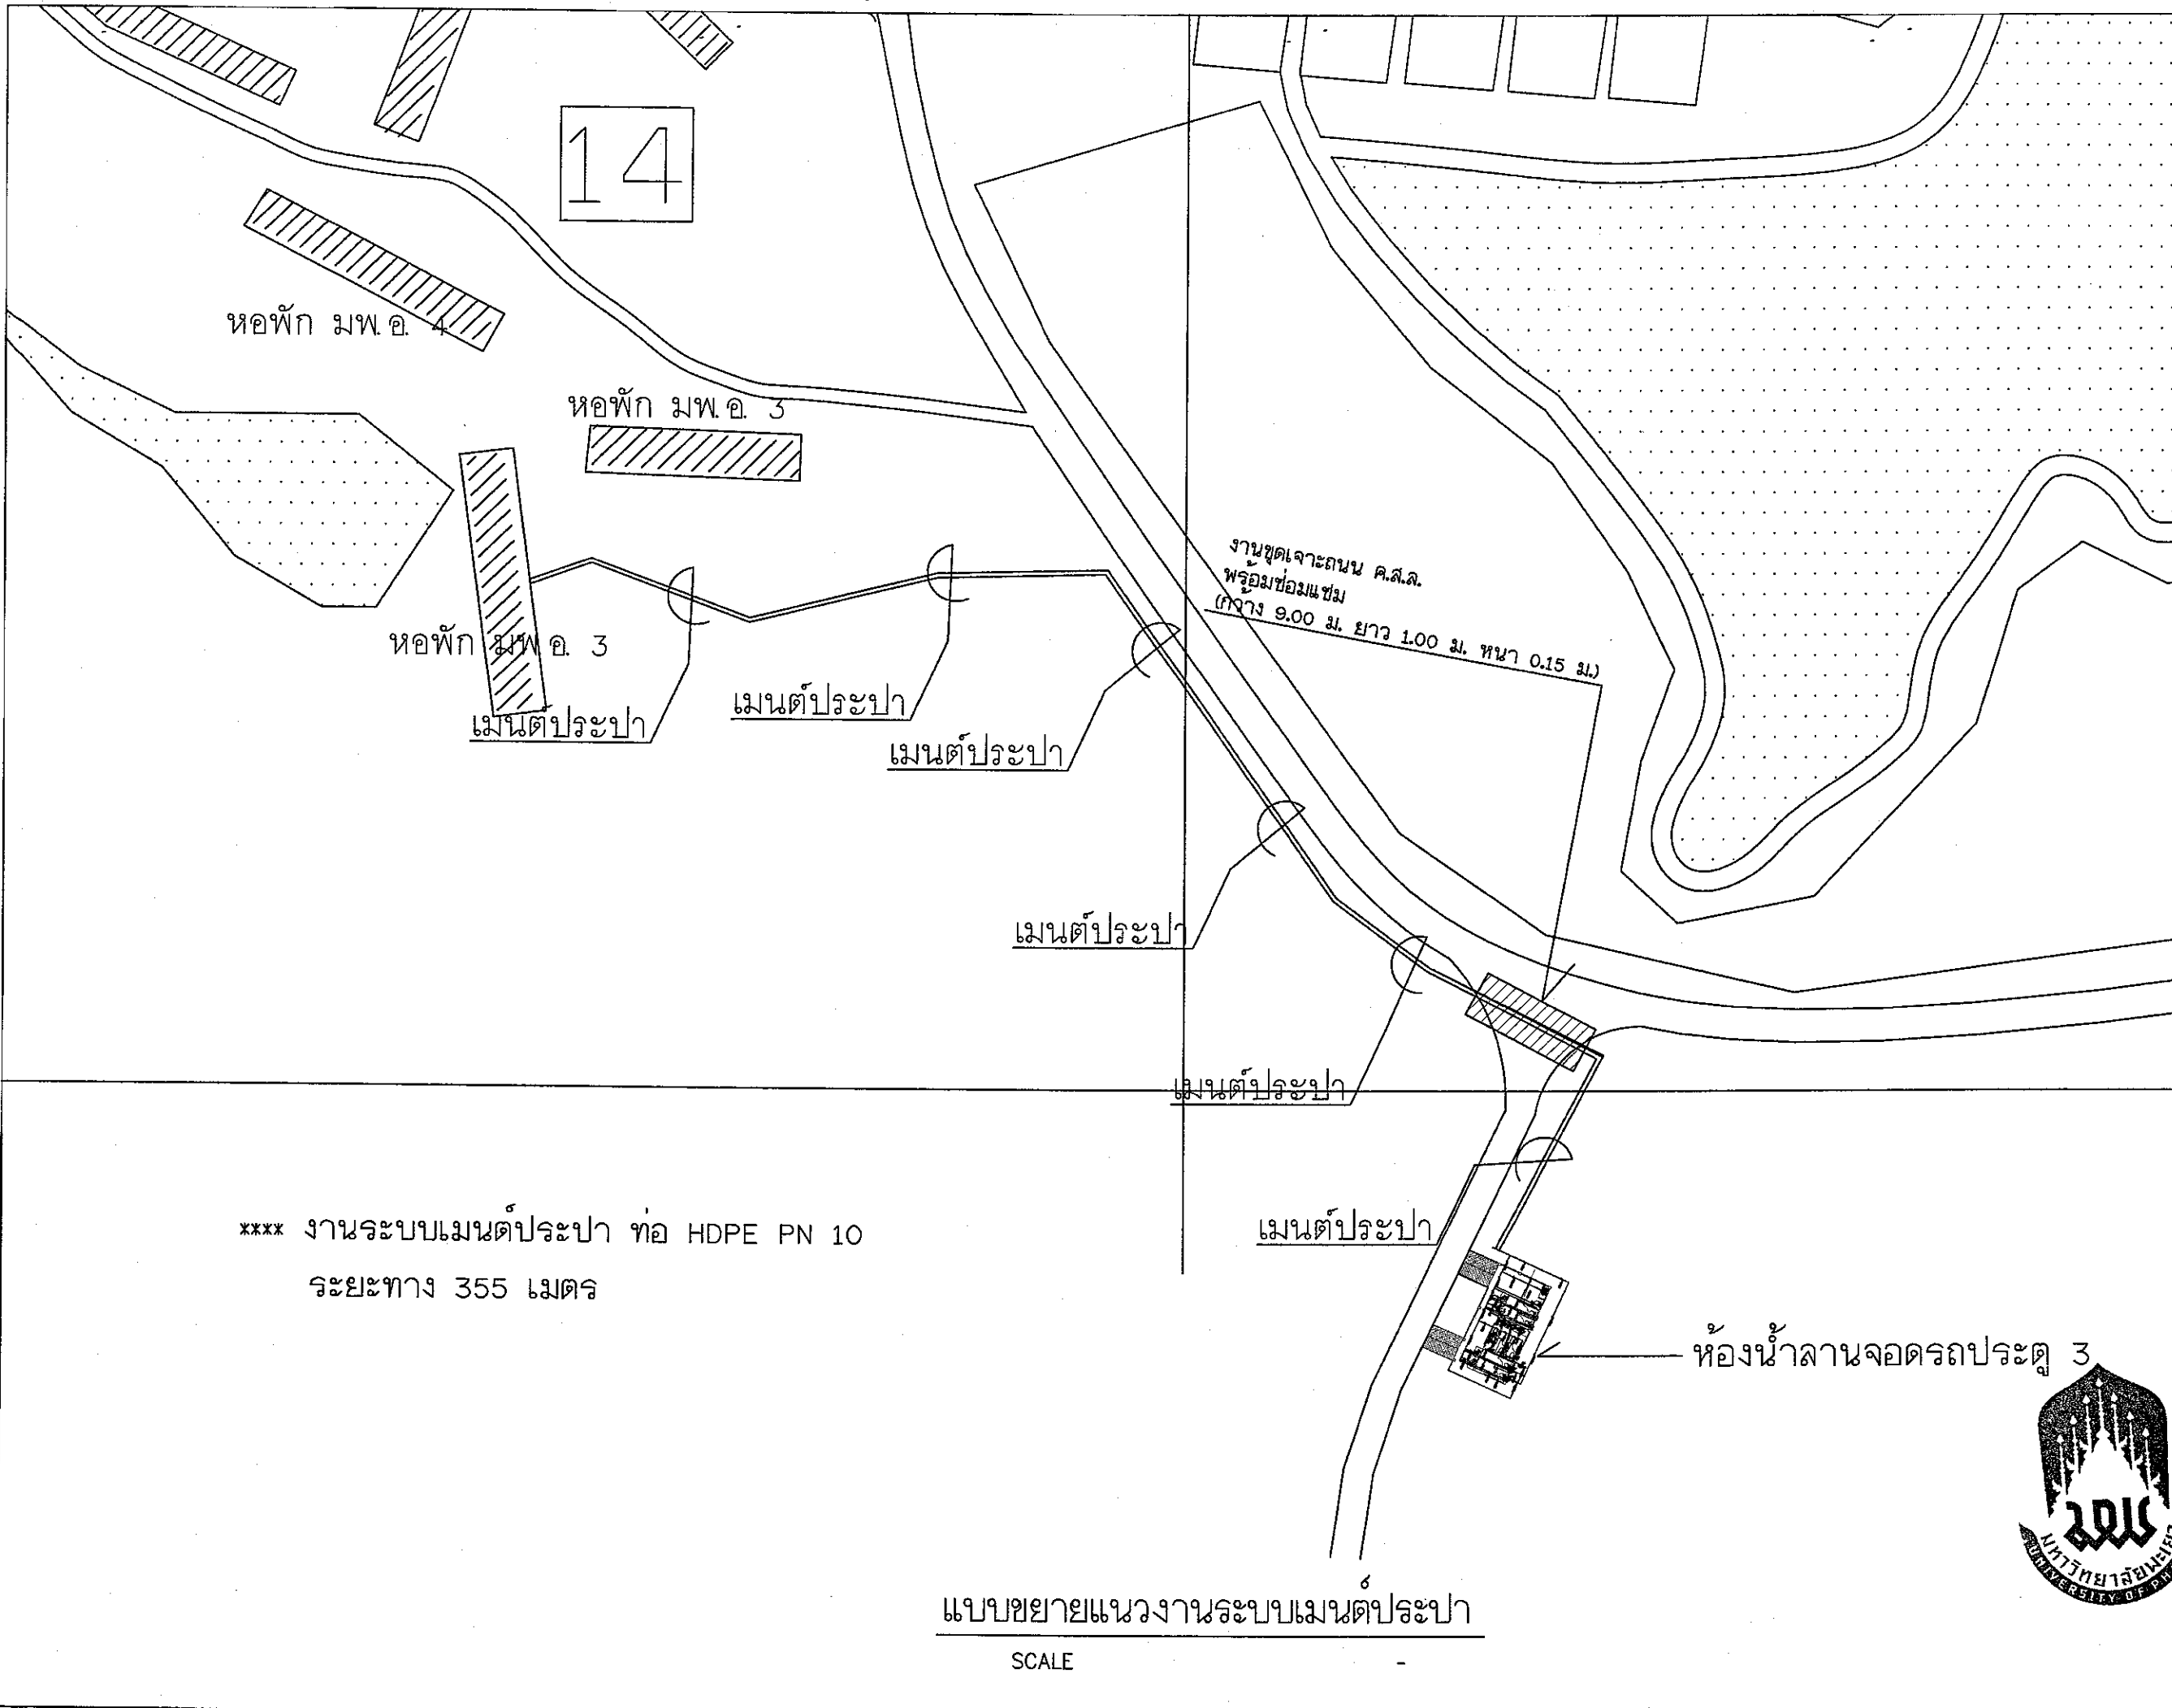 14
หอพัก มพ.อ. 4
หอพัก มพ.อ. 3
งานขุดเจาะถนน ค.ส.ล.
พร้อมซ่อมแซม
(กว้าง 9.00 ม. ยาว 1.00 ม. หนา 0.15 ม.)
หอพัก มพ.อ. 3
เมนต์ประปา
เมนต์ประปา
เมนต์ประปา
เมนต์ประปา
เมนต์ประปา
เมนต์ประปา
**** งานระบบเมนต์ประปา ท่อ HDPE PN 10
ระยะทาง 355 เมตร
ห้องน้ำลานจอดรถประตู 3
แบบขยายแนวงานระบบเมนต์ประปา
SCALE -